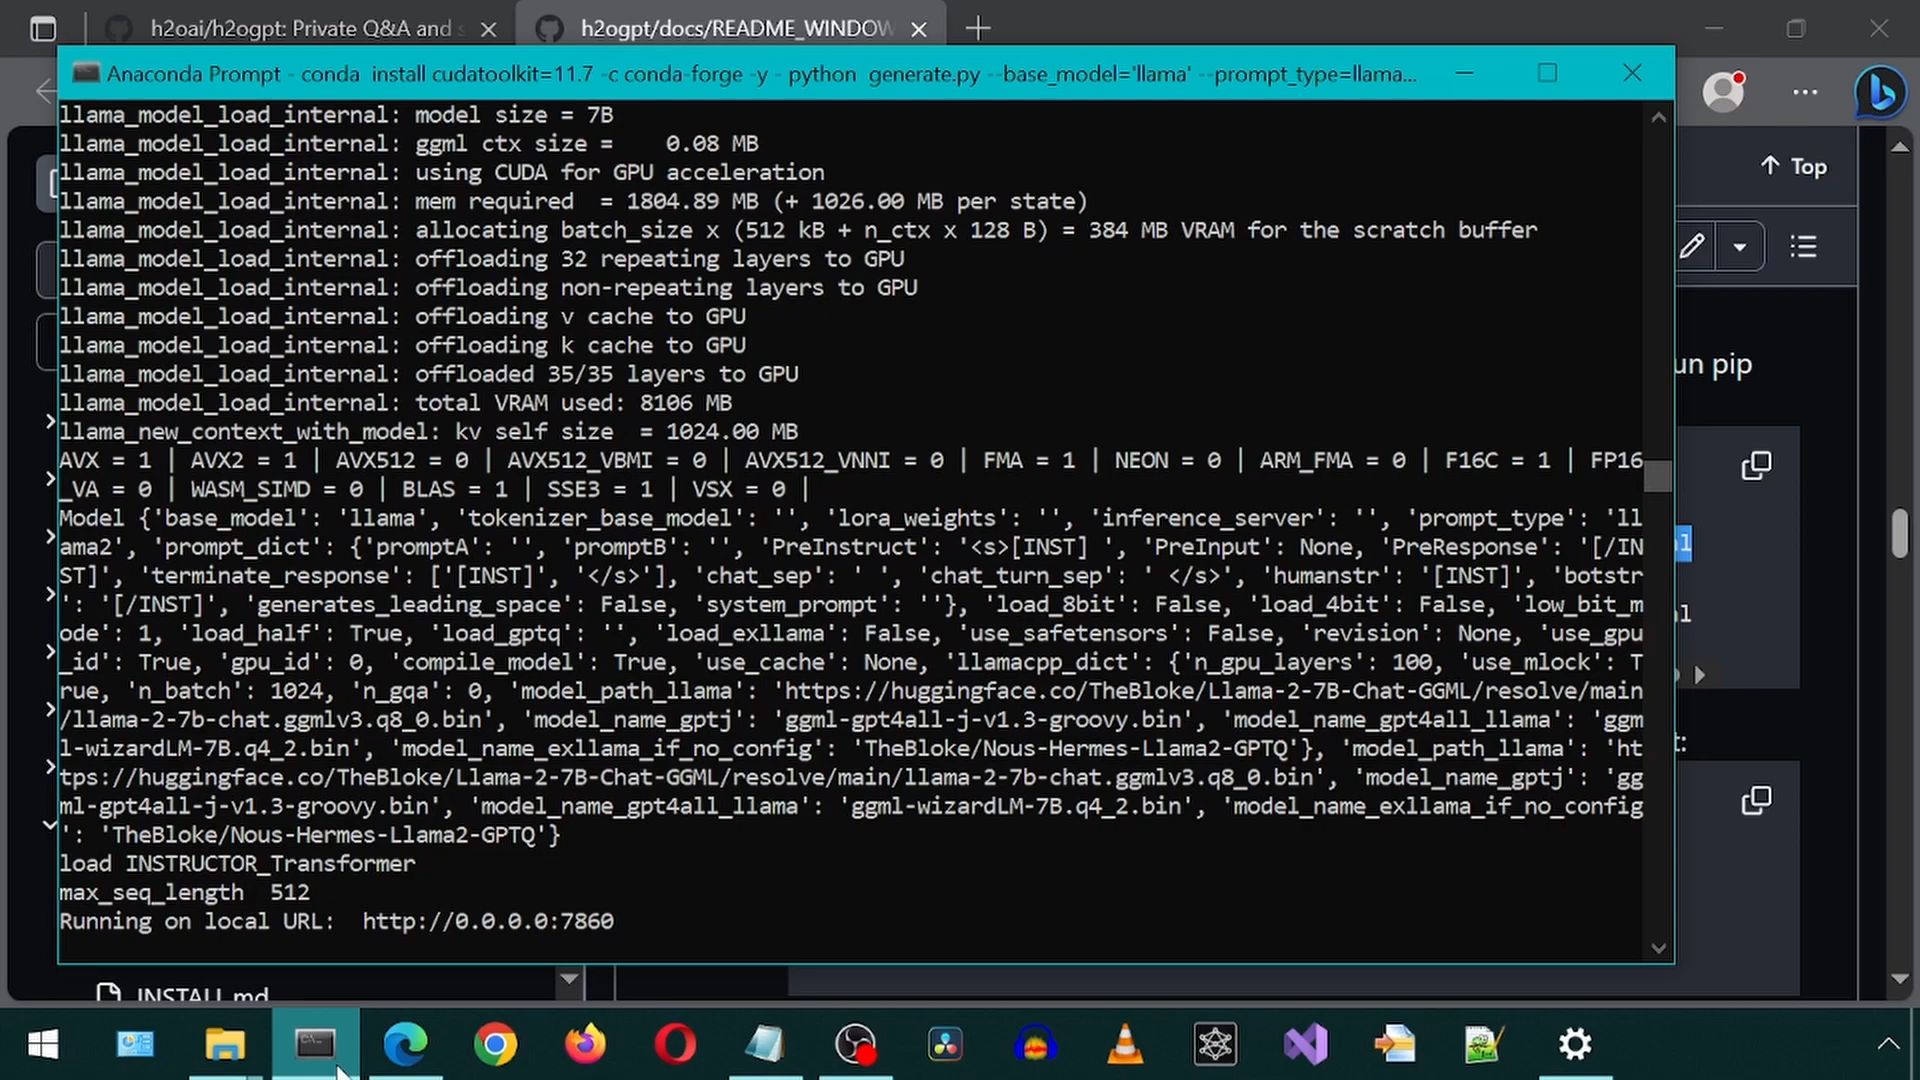 h2oai/h2ogpt: Private Q&A and s
h2ogpt/docs/README_WINDOW
Anaconda Prompt - conda  install cudatoolkit=11.7 -c conda-forge -y - python  generate.py --base_model='llama' --prompt_type=llama...
llama_model_load_internal: model size = 7B
llama_model_load_internal: ggml ctx size =    0.08 MB
llama_model_load_internal: using CUDA for GPU acceleration
llama_model_load_internal: mem required  = 1804.89 MB (+ 1026.00 MB per state)
llama_model_load_internal: allocating batch_size x (512 kB + n_ctx x 128 B) = 384 MB VRAM for the scratch buffer
llama_model_load_internal: offloading 32 repeating layers to GPU
llama_model_load_internal: offloading non-repeating layers to GPU
llama_model_load_internal: offloading v cache to GPU
llama_model_load_internal: offloading k cache to GPU
llama_model_load_internal: offloaded 35/35 layers to GPU
llama_model_load_internal: total VRAM used: 8106 MB
llama_new_context_with_model: kv self size  = 1024.00 MB
AVX = 1 | AVX2 = 1 | AVX512 = 0 | AVX512_VBMI = 0 | AVX512_VNNI = 0 | FMA = 1 | NEON = 0 | ARM_FMA = 0 | F16C = 1 | FP16
_VA = 0 | WASM_SIMD = 0 | BLAS = 1 | SSE3 = 1 | VSX = 0 |
Model {'base_model': 'llama', 'tokenizer_base_model': '', 'lora_weights': '', 'inference_server': '', 'prompt_type': 'll
ama2', 'prompt_dict': {'promptA': '', 'promptB': '', 'PreInstruct': '<s>[INST] ', 'PreInput': None, 'PreResponse': '[/IN
ST]', 'terminate_response': ['[INST]', '</s>'], 'chat_sep': ' ', 'chat_turn_sep': ' </s>', 'humanstr': '[INST]', 'botstr
': '[/INST]', 'generates_leading_space': False, 'system_prompt': ''}, 'load_8bit': False, 'load_4bit': False, 'low_bit_m
ode': 1, 'load_half': True, 'load_gptq': '', 'load_exllama': False, 'use_safetensors': False, 'revision': None, 'use_gpu
_id': True, 'gpu_id': 0, 'compile_model': True, 'use_cache': None, 'llamacpp_dict': {'n_gpu_layers': 100, 'use_mlock': T
rue, 'n_batch': 1024, 'n_gqa': 0, 'model_path_llama': 'https://huggingface.co/TheBloke/Llama-2-7B-Chat-GGML/resolve/main
/llama-2-7b-chat.ggmlv3.q8_0.bin', 'model_name_gptj': 'ggml-gpt4all-j-v1.3-groovy.bin', 'model_name_gpt4all_llama': 'ggm
l-wizardLM-7B.q4_2.bin', 'model_name_exllama_if_no_config': 'TheBloke/Nous-Hermes-Llama2-GPTQ'}, 'model_path_llama': 'ht
tps://huggingface.co/TheBloke/Llama-2-7B-Chat-GGML/resolve/main/llama-2-7b-chat.ggmlv3.q8_0.bin', 'model_name_gptj': 'gg
ml-gpt4all-j-v1.3-groovy.bin', 'model_name_gpt4all_llama': 'ggml-wizardLM-7B.q4_2.bin', 'model_name_exllama_if_no_config
': 'TheBloke/Nous-Hermes-Llama2-GPTQ'}
load INSTRUCTOR_Transformer
max_seq_length  512
Running on local URL:  http://0.0.0.0:7860
Top
un pip
l
t:
INSTALL.md